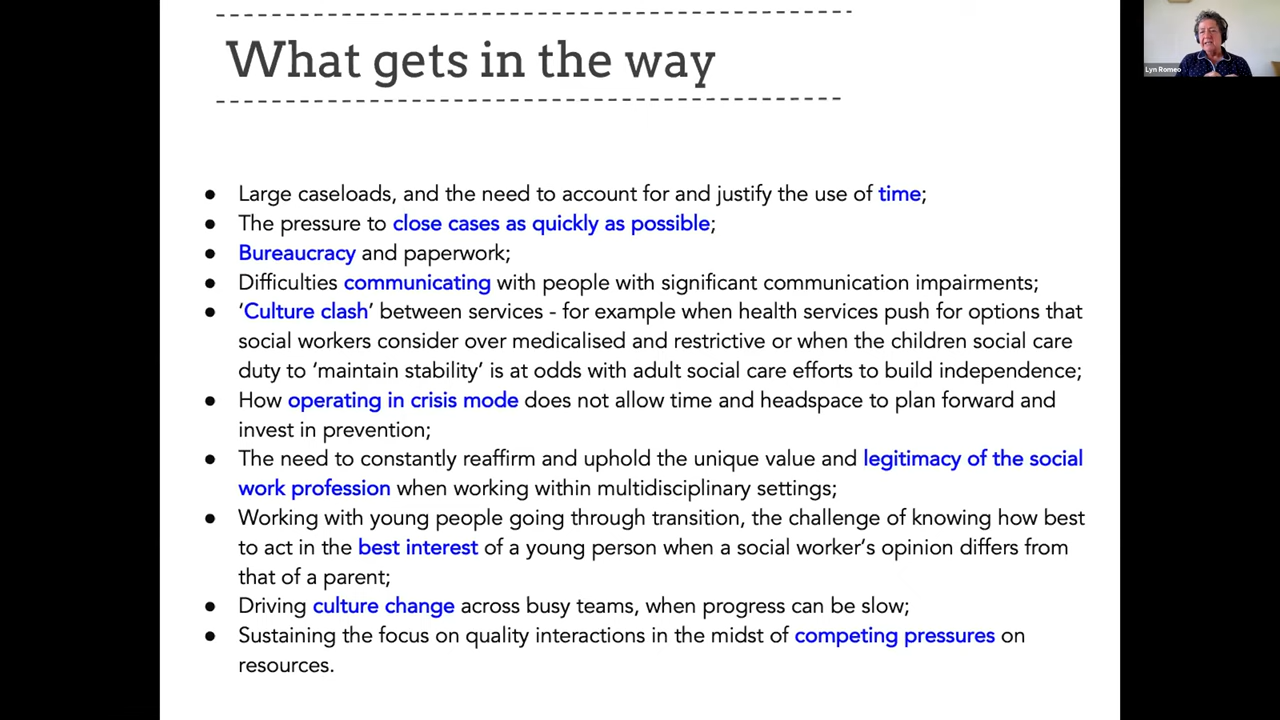 What gets in the way
Lyn Romeo
● Large caseloads, and the need to account for and justify the use of time;
● The pressure to close cases as quickly as possible;
● Bureaucracy and paperwork;
● Difficulties communicating with people with significant communication impairments;
● ‘Culture clash’ between services - for example when health services push for options that
social workers consider over medicalised and restrictive or when the children social care
duty to ‘maintain stability’ is at odds with adult social care efforts to build independence;
● How operating in crisis mode does not allow time and headspace to plan forward and
invest in prevention;
● The need to constantly reaffirm and uphold the unique value and legitimacy of the social
work profession when working within multidisciplinary settings;
● Working with young people going through transition, the challenge of knowing how best
to act in the best interest of a young person when a social worker’s opinion differs from
that of a parent;
● Driving culture change across busy teams, when progress can be slow;
● Sustaining the focus on quality interactions in the midst of competing pressures on
resources.